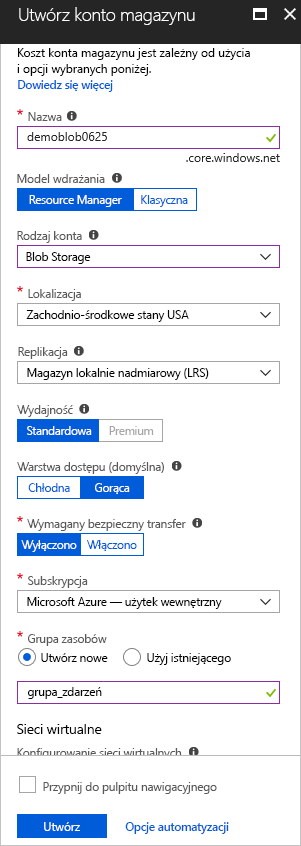 Utwórz konto magazynu
Koszt konta magazynu jest zależny od użycia
i opcji wybranych poniżej.
Dowiedz się więcej
* Nazwa
demoblob0625
.core.windows.net
Model wdrażania
Resource Manager Klasyczna
Rodzaj konta
Blob Storage
* Lokalizacja
Zachodnio-środkowe stany USA
Replikacja
Magazyn lokalnie nadmiarowy (LRS)
Wydajność
Standardowa Premium
Warstwa dostępu (domyślna)
Chłodna Gorąca
* Wymagany bezpieczny transfer
Wyłączono Włączono
* Subskrypcja
Microsoft Azure — użytek wewnętrzny
* Grupa zasobów
Utwórz nowe Użyj istniejącego
grupa_zdarzeń
Sieci wirtualne
Konfigurowanie sieci wirtualnych
Przypnij do pulpitu nawigacyjnego
Utwórz Opcje automatyzacji